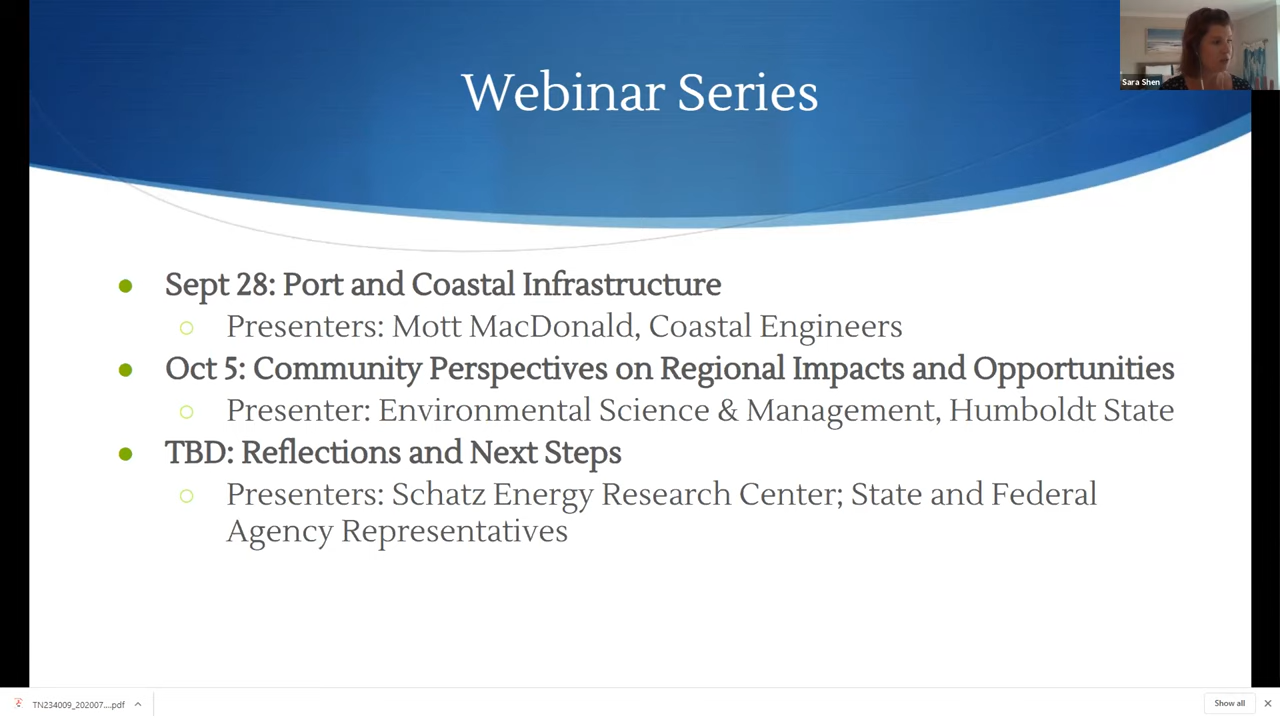 Webinar Series
Sara Shen
Sept 28: Port and Coastal Infrastructure
Presenters: Mott MacDonald, Coastal Engineers
Oct 5: Community Perspectives on Regional Impacts and Opportunities
Presenter: Environmental Science & Management, Humboldt State
TBD: Reflections and Next Steps
Presenters: Schatz Energy Research Center; State and Federal
Agency Representatives
TN234009_202007....pdf
Show all